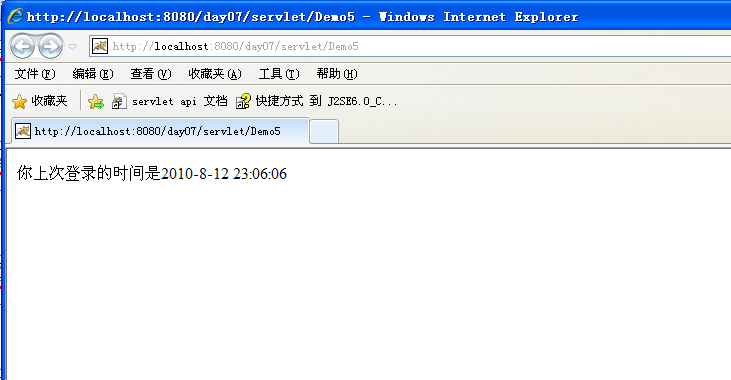 http://localhost:8080/day07/servlet/Demo5 - Windows Internet Explorer
http://localhost:8080/day07/servlet/Demo5
文件(F) 编辑(E) 查看(V) 收藏夹(A) 工具(T) 帮助(H)
收藏夹 servlet api 文档 快捷方式 到 J2SE6.0_C...
http://localhost:8080/day07/servlet/Demo5
你上次登录的时间是2010-8-12 23:06:06